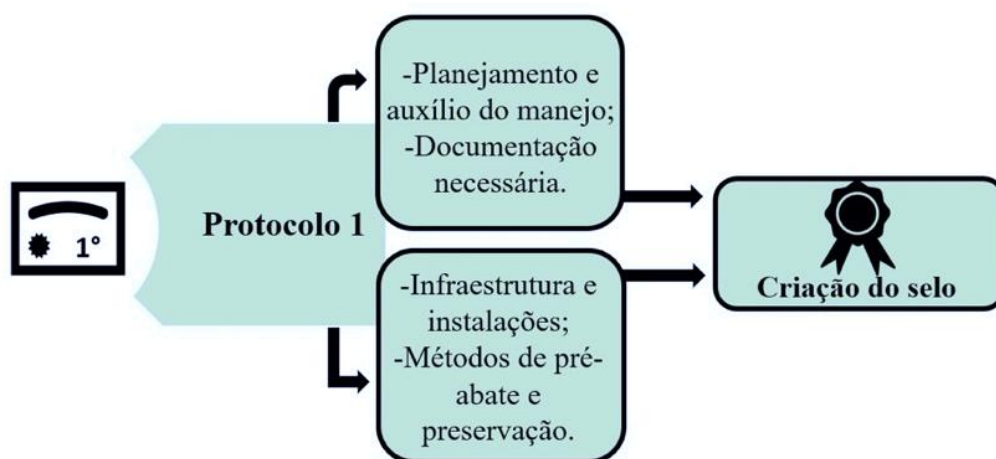 1°
Protocolo 1
-Planejamento e
auxílio do manejo;
-Documentação
necessária.
-Infraestrutura e
instalações;
-Métodos de pré-
abate e
preservação.
Criação do selo